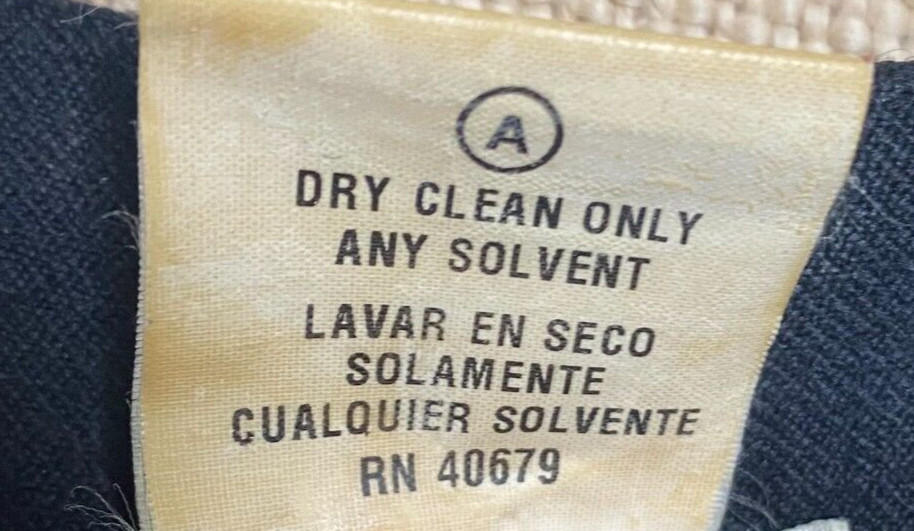 A
DRY CLEAN ONLY
ANY SOLVENT
LAVAR EN SECO
SOLAMENTE
CUALQUIER SOLVENTE
RN 40679